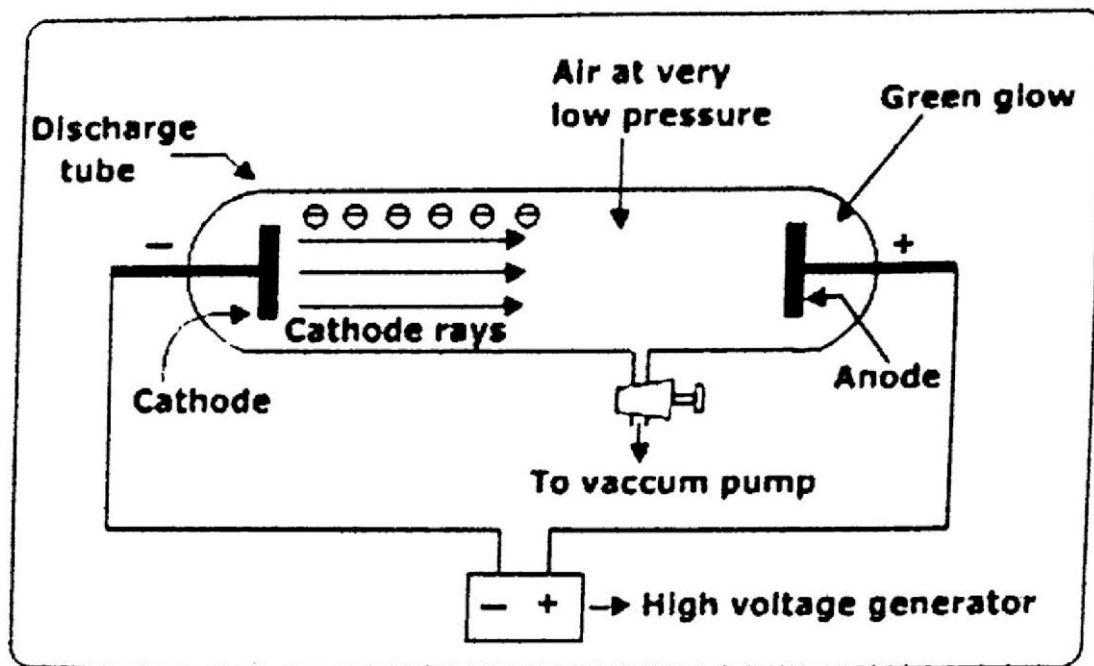 Air at very
low pressure
Green glow
Discharge
tube
−
+
Cathode rays
Cathode
Anode
To vaccum pump
− +
High voltage generator